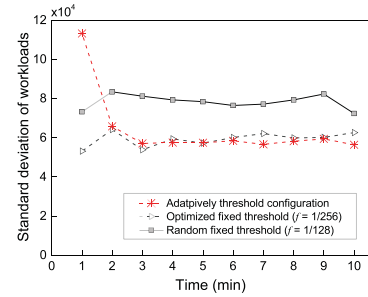 ×10⁴
12
10
8
6
4
2
0
Standard deviation of workloads
Adatpively threshold configuration
Optimized fixed threshold (f = 1/256)
Random fixed threshold (f = 1/128)
0 1 2 3 4 5 6 7 8 9 10
Time (min)